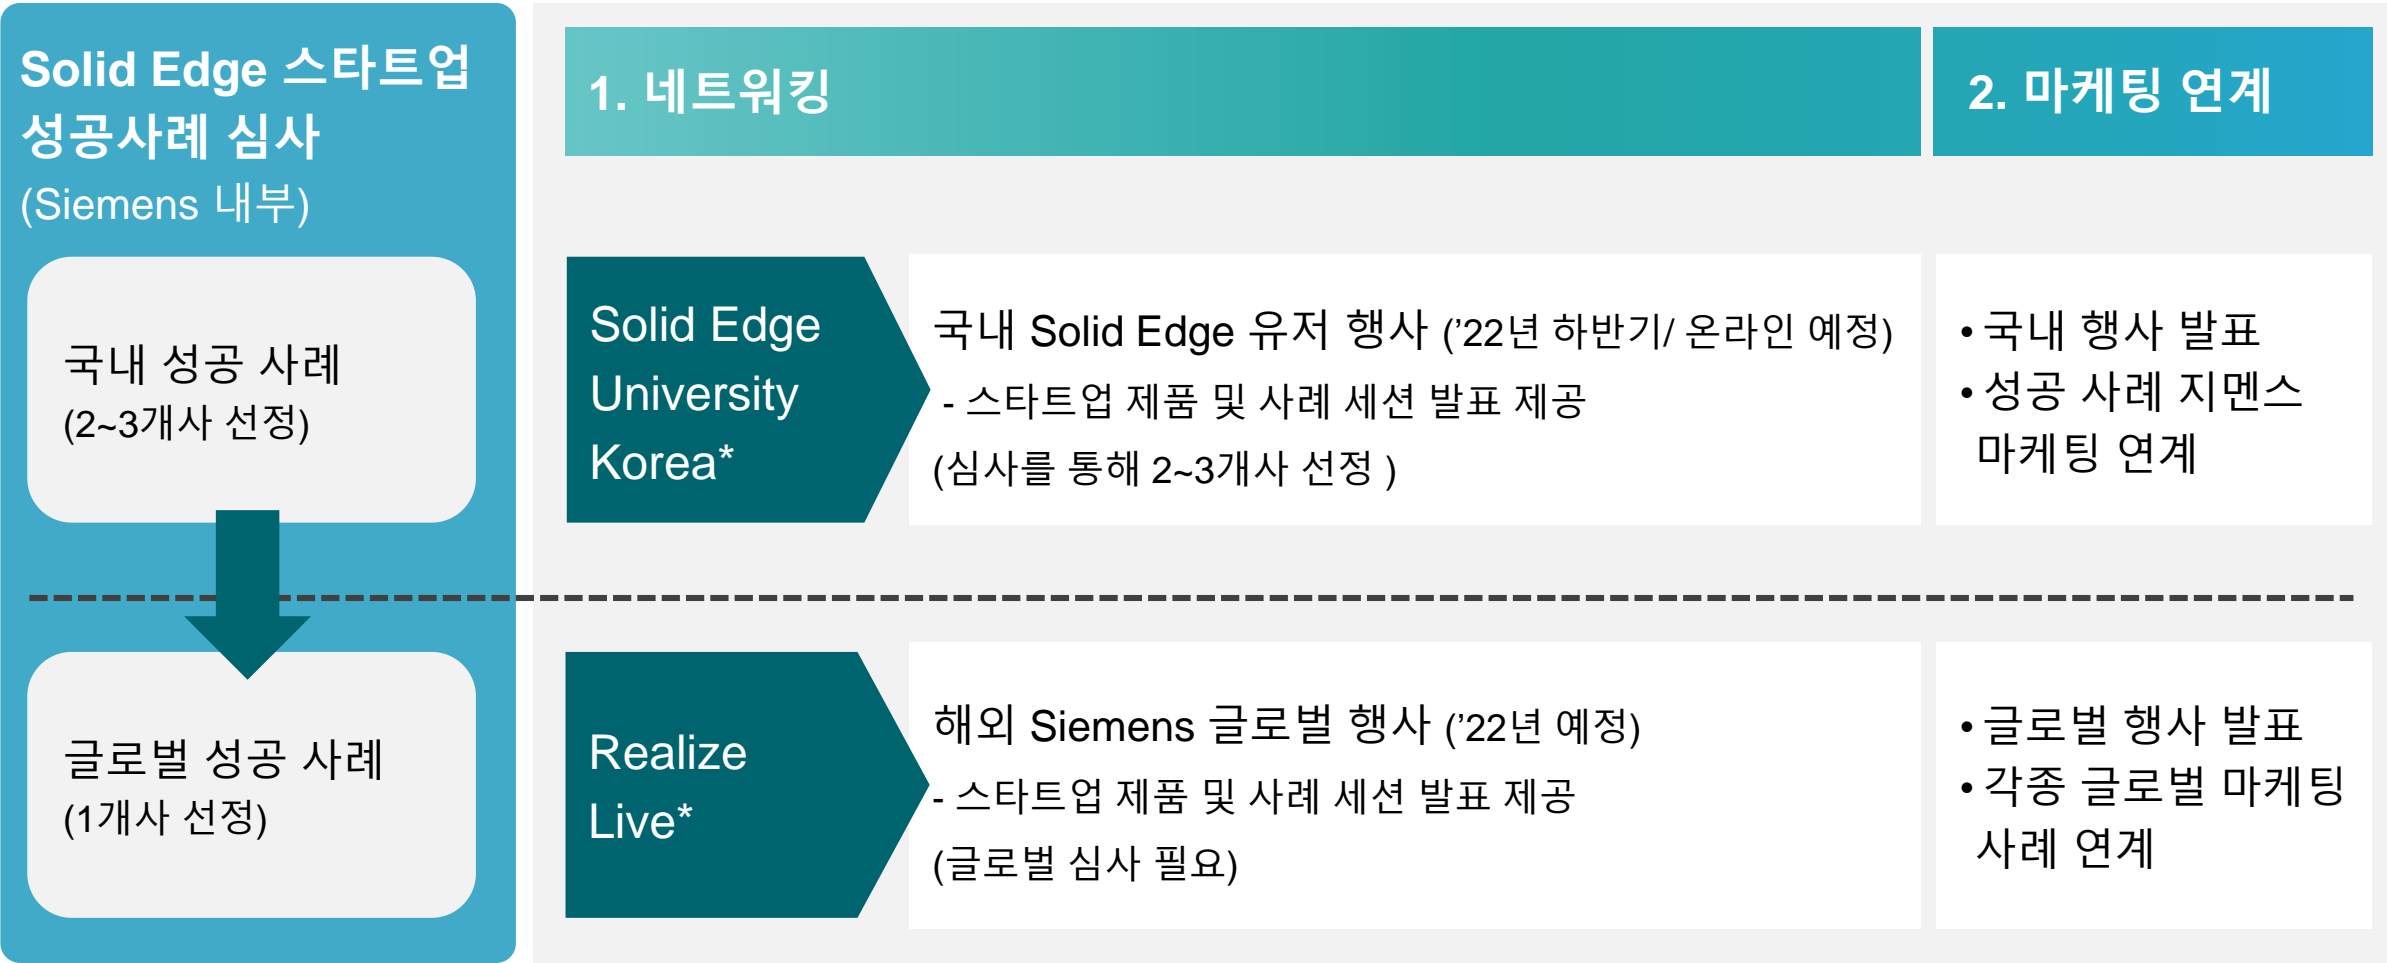 Solid Edge 스타트업
성공사례 심사
(Siemens 내부)
1. 네트워킹
2. 마케팅 연계
국내 성공 사례
(2~3개사 선정)
Solid Edge
University
Korea*
국내 Solid Edge 유저 행사 (’22년 하반기/ 온라인 예정)
- 스타트업 제품 및 사례 세션 발표 제공
(심사를 통해 2~3개사 선정 )
• 국내 행사 발표
• 성공 사례 지멘스
마케팅 연계
글로벌 성공 사례
(1개사 선정)
Realize
Live*
해외 Siemens 글로벌 행사 (’22년 예정)
- 스타트업 제품 및 사례 세션 발표 제공
(글로벌 심사 필요)
• 글로벌 행사 발표
• 각종 글로벌 마케팅
사례 연계